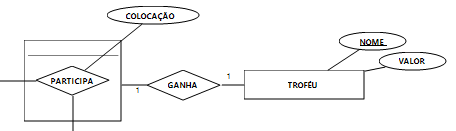 COLOCAÇÃO
NOME
VALOR
PARTICIPA
1
GANHA
1
TROFÉU